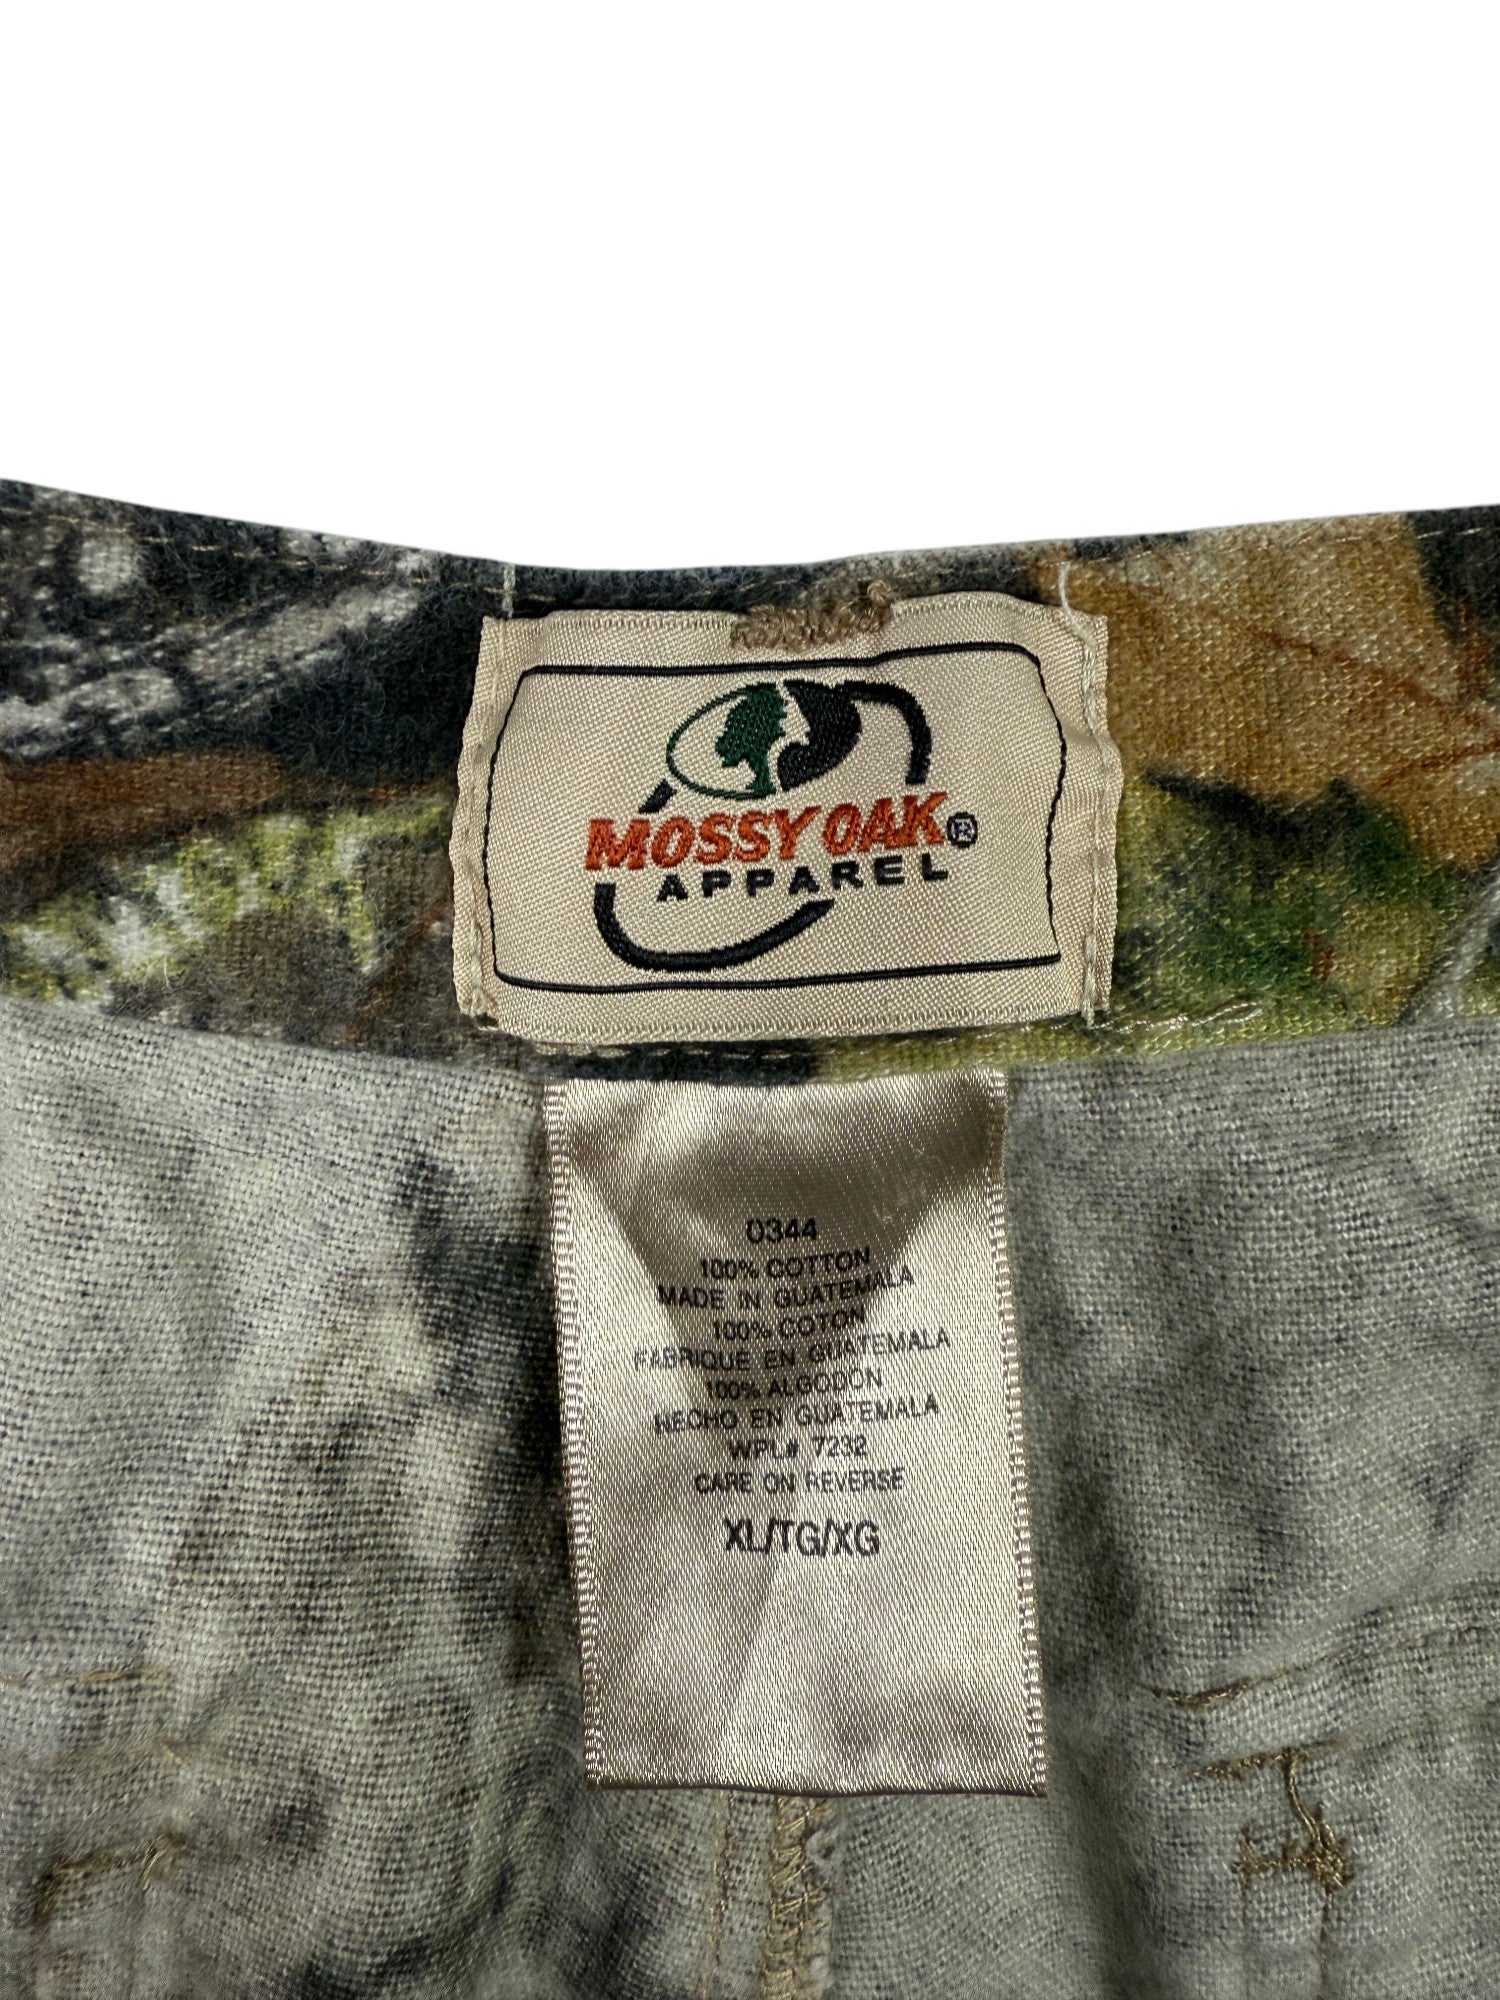 MOSSY OAK®
APPAREL
0344
100% COTTON
MADE IN GUATEMALA
100% COTON
FABRIQUE EN GUATEMALA
100% ALGODON
HECHO EN GUATEMALA
WPL# 7232
CARE ON REVERSE
XL/TG/XG